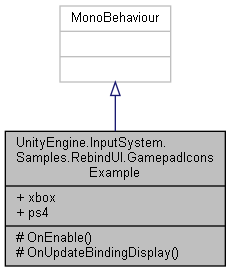 MonoBehaviour
UnityEngine.InputSystem.
Samples.RebindUI.GamepadIcons
Example
+ xbox
+ ps4
# OnEnable()
# OnUpdateBindingDisplay()